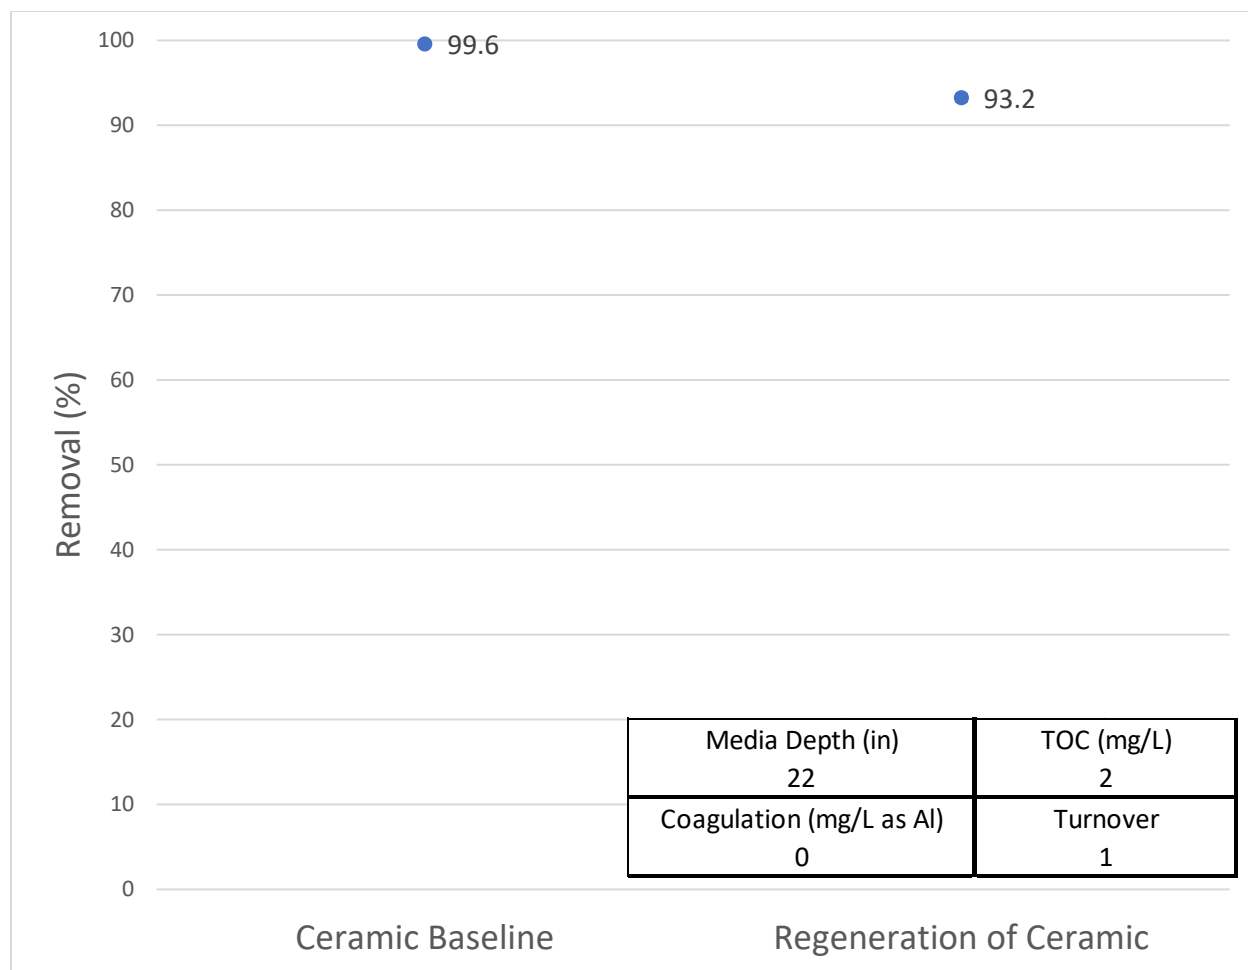 100
99.6
93.2
90
80
70
60
50
40
30
20
10
0
Removal (%)
Media Depth (in)
22
TOC (mg/L)
2
Coagulation (mg/L as Al)
0
Turnover
1
Ceramic Baseline
Regeneration of Ceramic